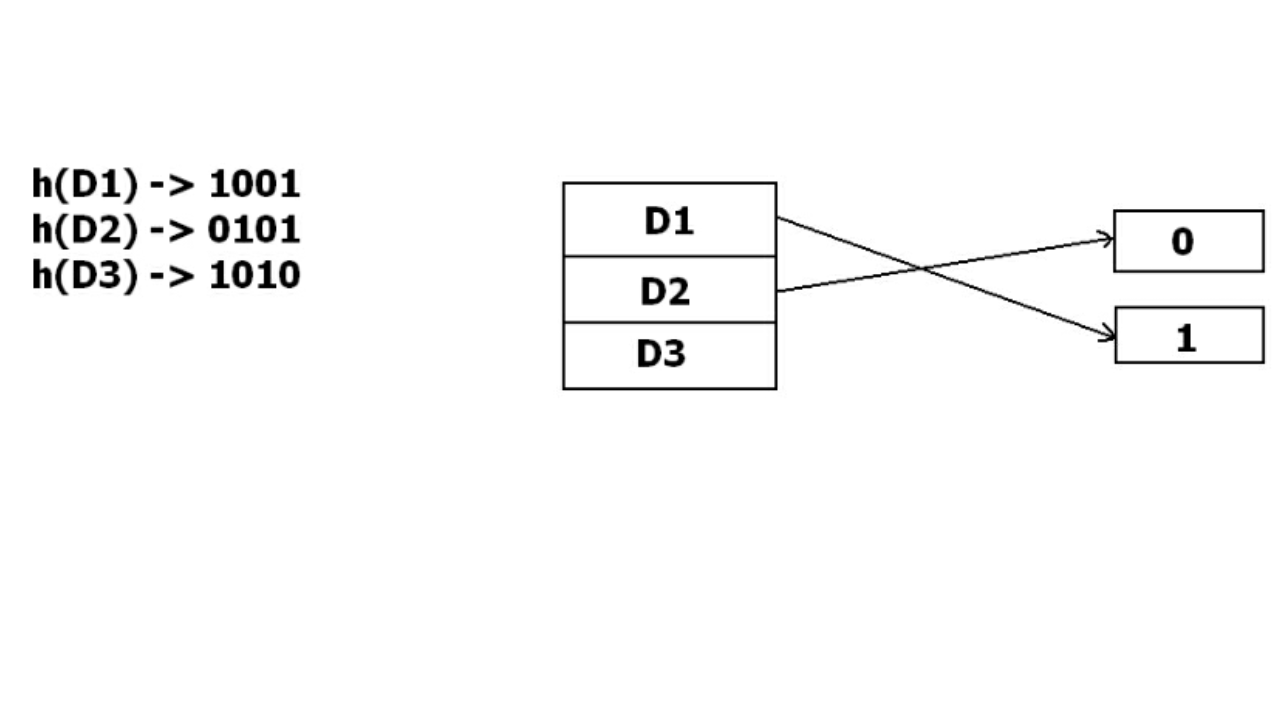 h(D1) -> 1001
h(D2) -> 0101
h(D3) -> 1010
D1
D2
D3
0
1